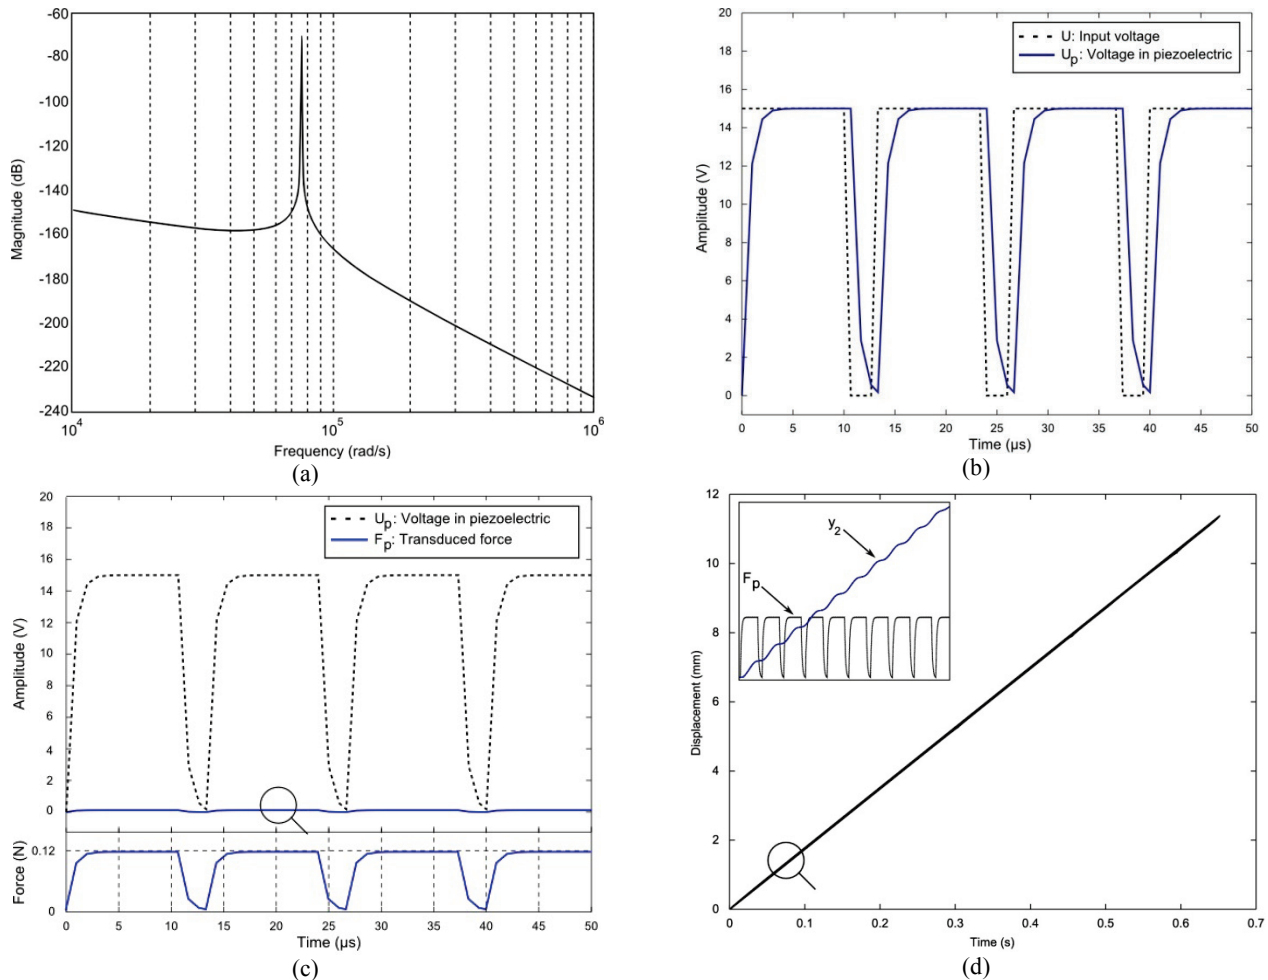 -60
-80
-100
-120
-140
-160
-180
-200
-220
-240
Magnitude (dB)
10^4 10^5 10^6
Frequency (rad/s)
(a)
20
18
16
14
12
10
8
6
4
2
0
Amplitude (V)
U: Input voltage
U_p: Voltage in piezoelectric
0 5 10 15 20 25 30 35 40 45 50
Time (µs)
(b)
20
18
16
14
12
10
8
6
4
2
0
Amplitude (V)
U_p: Voltage in piezoelectric
F_p: Transduced force
0.12
0
Force (N)
0 5 10 15 20 25 30 35 40 45 50
Time (µs)
(c)
12
10
8
6
4
2
0
Displacement (mm)
y_2
F_p
0 0.1 0.2 0.3 0.4 0.5 0.6 0.7
Time (s)
(d)